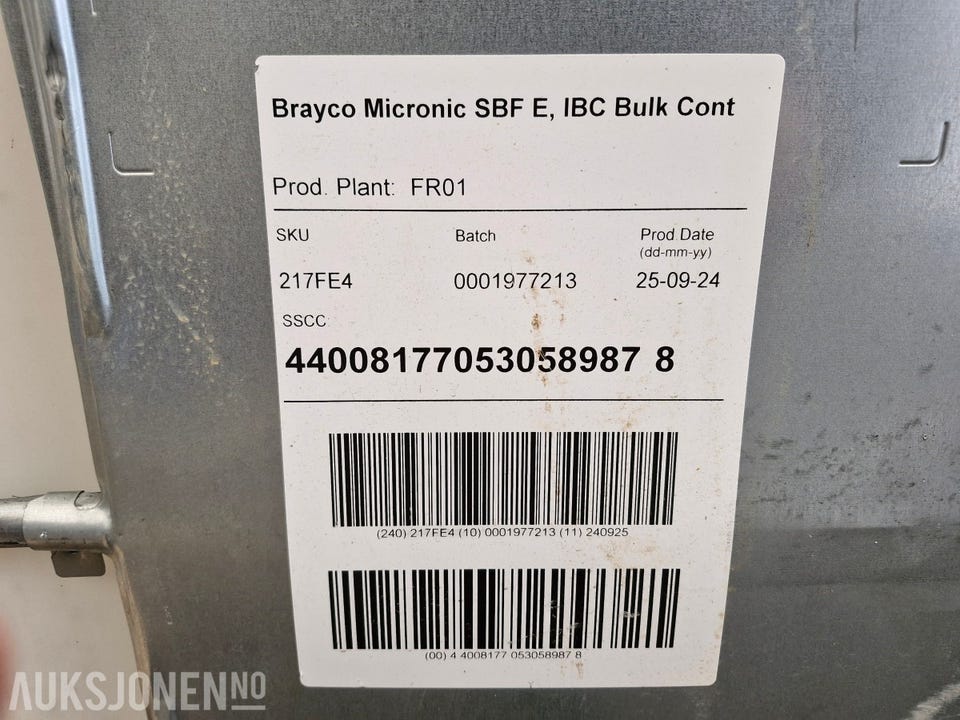 Brayco Micronic SBF E, IBC Bulk Cont
Prod. Plant: FR01
SKU Batch Prod Date
(dd-mm-yy)
217FE4 0001977213 25-09-24
SSCC
44008177053058987 8
(240) 217FE4 (10) 0001977213 (11) 240925
(00) 4 4008177 053058987 8
AUKSJONEN NO